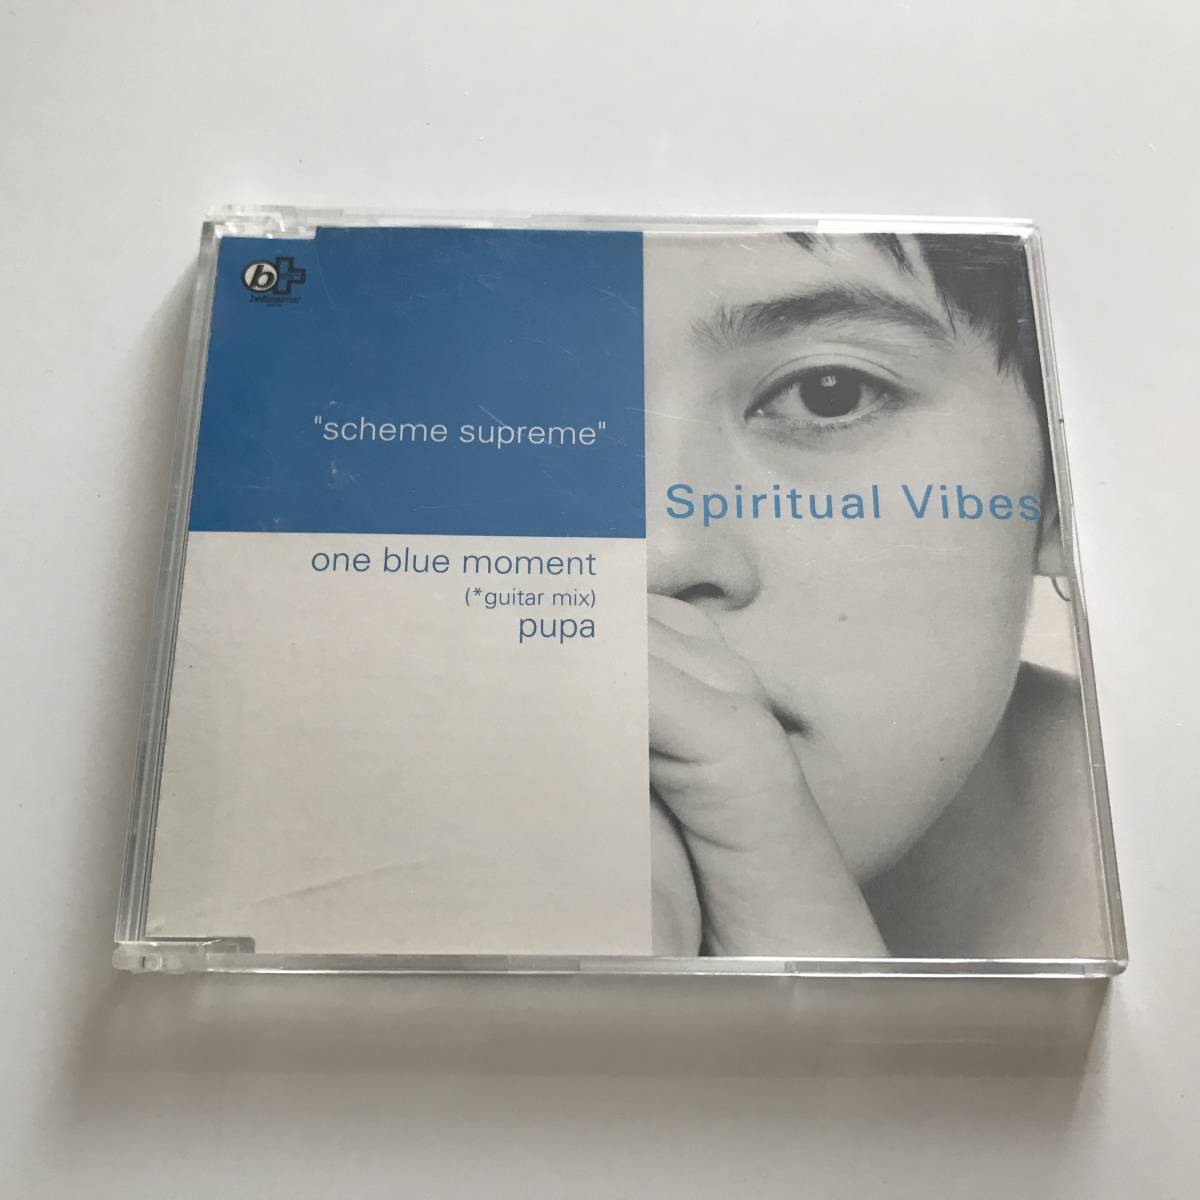 b
"scheme supreme"
Spiritual Vibes
one blue moment
(*guitar mix)
pupa